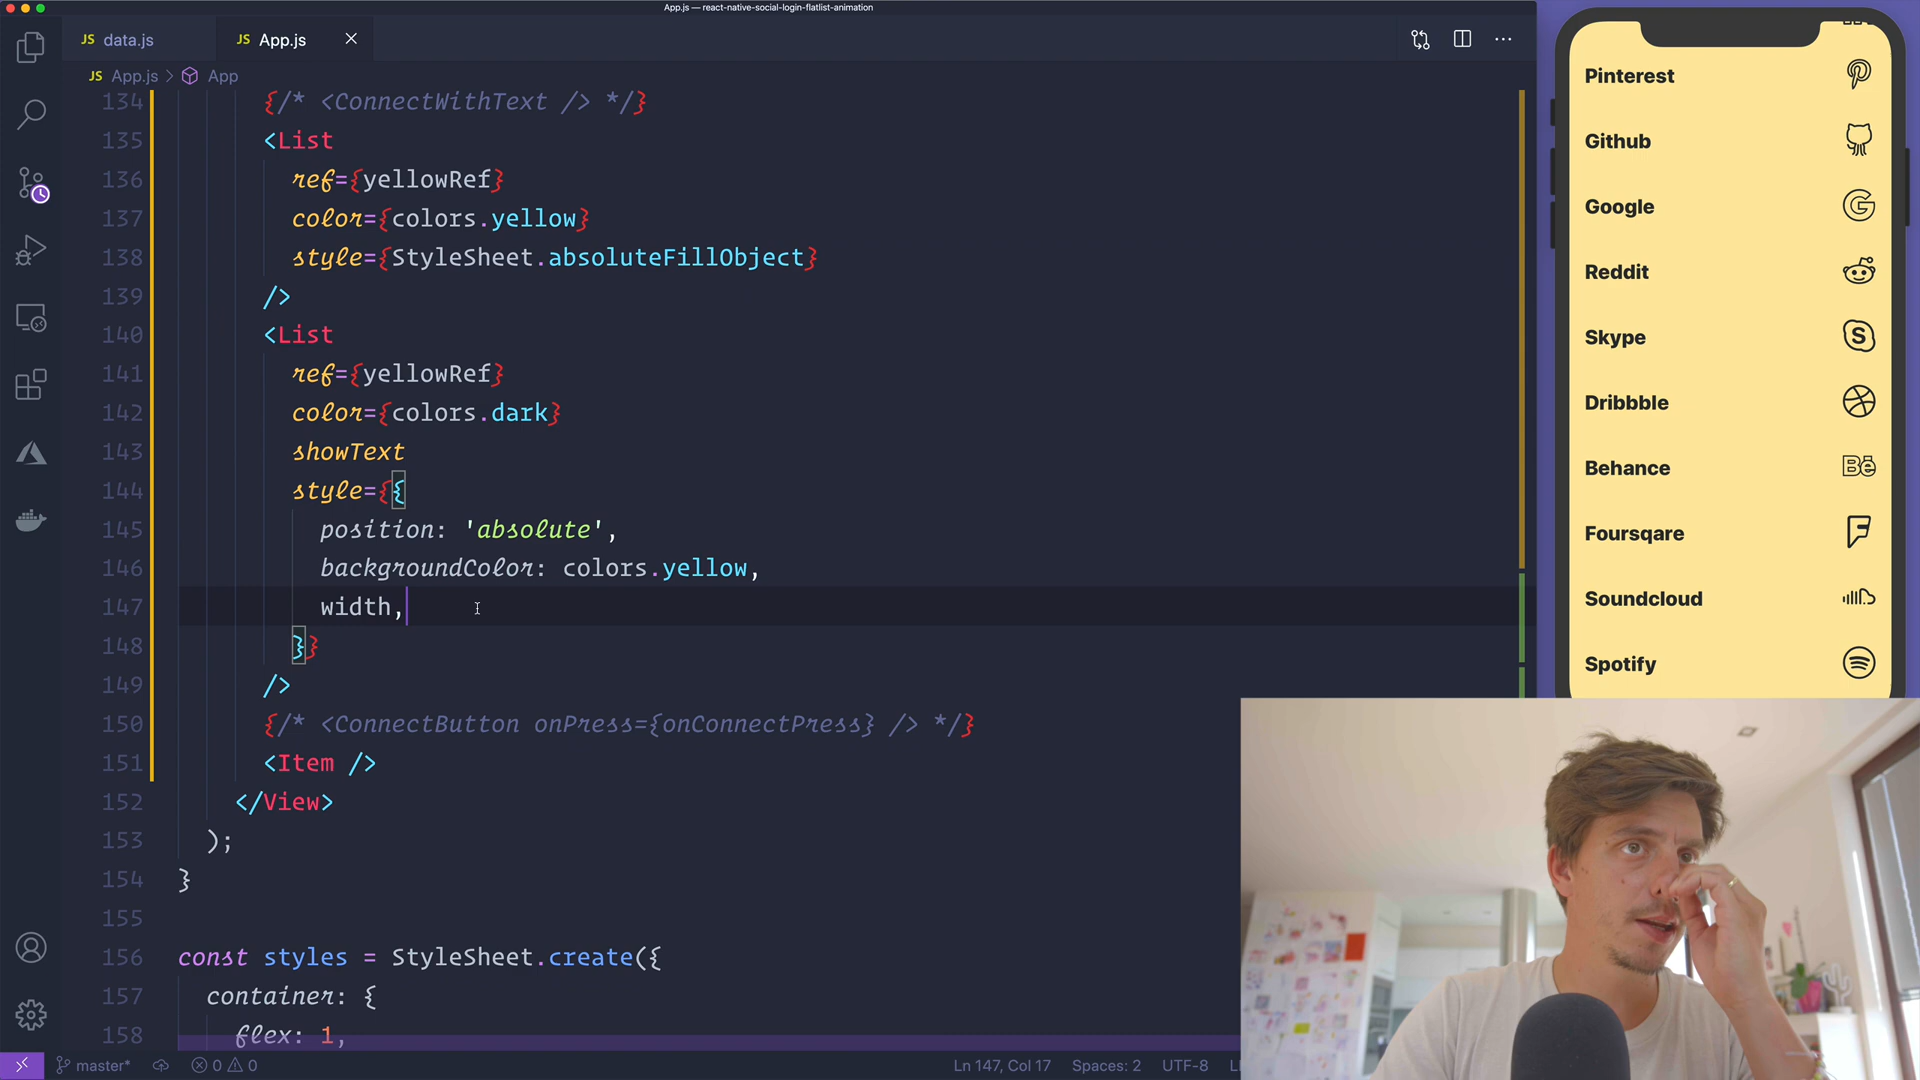 App.js — react-native-social-login-flatlist-animation
JS data.js
JS App.js
JS App.js > App
134 {/* <ConnectWithText /> */}
135 <List
136 ref={yellowRef}
137 color={colors.yellow}
138 style={StyleSheet.absoluteFillObject}
139 />
140 <List
141 ref={yellowRef}
142 color={colors.dark}
143 showText
144 style={{
145 position: 'absolute',
146 backgroundColor: colors.yellow,
147 width,
148 }}
149 />
150 {/* <ConnectButton onPress={onConnectPress} /> */}
151 <Item />
152 </View>
153 );
154 }
155
156 const styles = StyleSheet.create({
157 container: {
158 flex: 1,
master* 0 0 Ln 147, Col 17 Spaces: 2 UTF-8
Pinterest
Github
Google
Reddit
Skype
Dribbble
Behance Bē
Foursqare
Soundcloud
Spotify